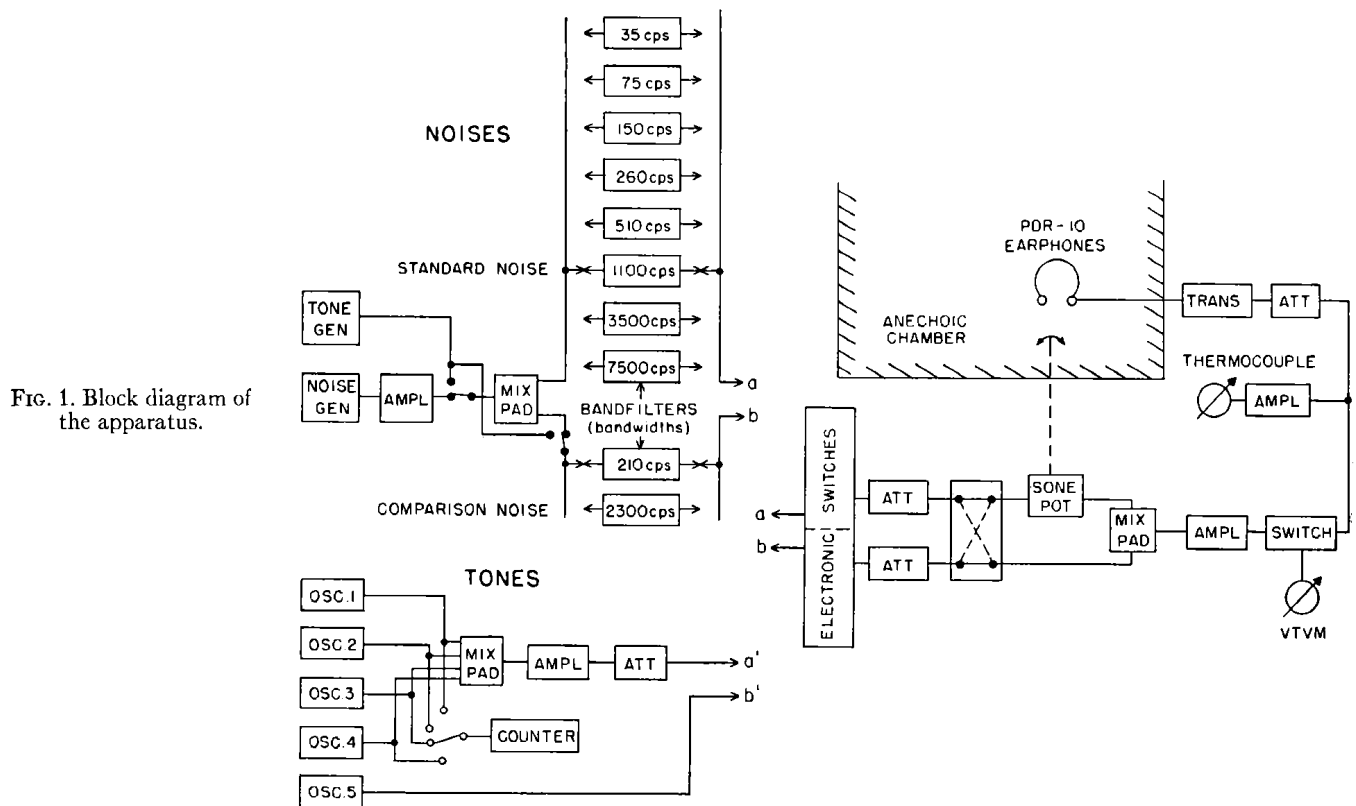 FIG. 1. Block diagram of
the apparatus.
NOISES
35 cps
75 cps
150 cps
260 cps
510 cps
STANDARD NOISE
1100 cps
3500 cps
7500 cps
BANDFILTERS
(bandwidths)
210 cps
COMPARISON NOISE
2300 cps
TONE
GEN
NOISE
GEN
AMPL
MIX
PAD
a
b
TONES
OSC.1
OSC.2
OSC.3
OSC.4
OSC.5
MIX
PAD
AMPL
ATT
a'
b'
COUNTER
PDR-10
EARPHONES
ANECHOIC
CHAMBER
TRANS
ATT
THERMOCOUPLE
AMPL
a
b
ELECTRONIC SWITCHES
ATT
ATT
SONE
POT
MIX
PAD
AMPL
SWITCH
VTVM